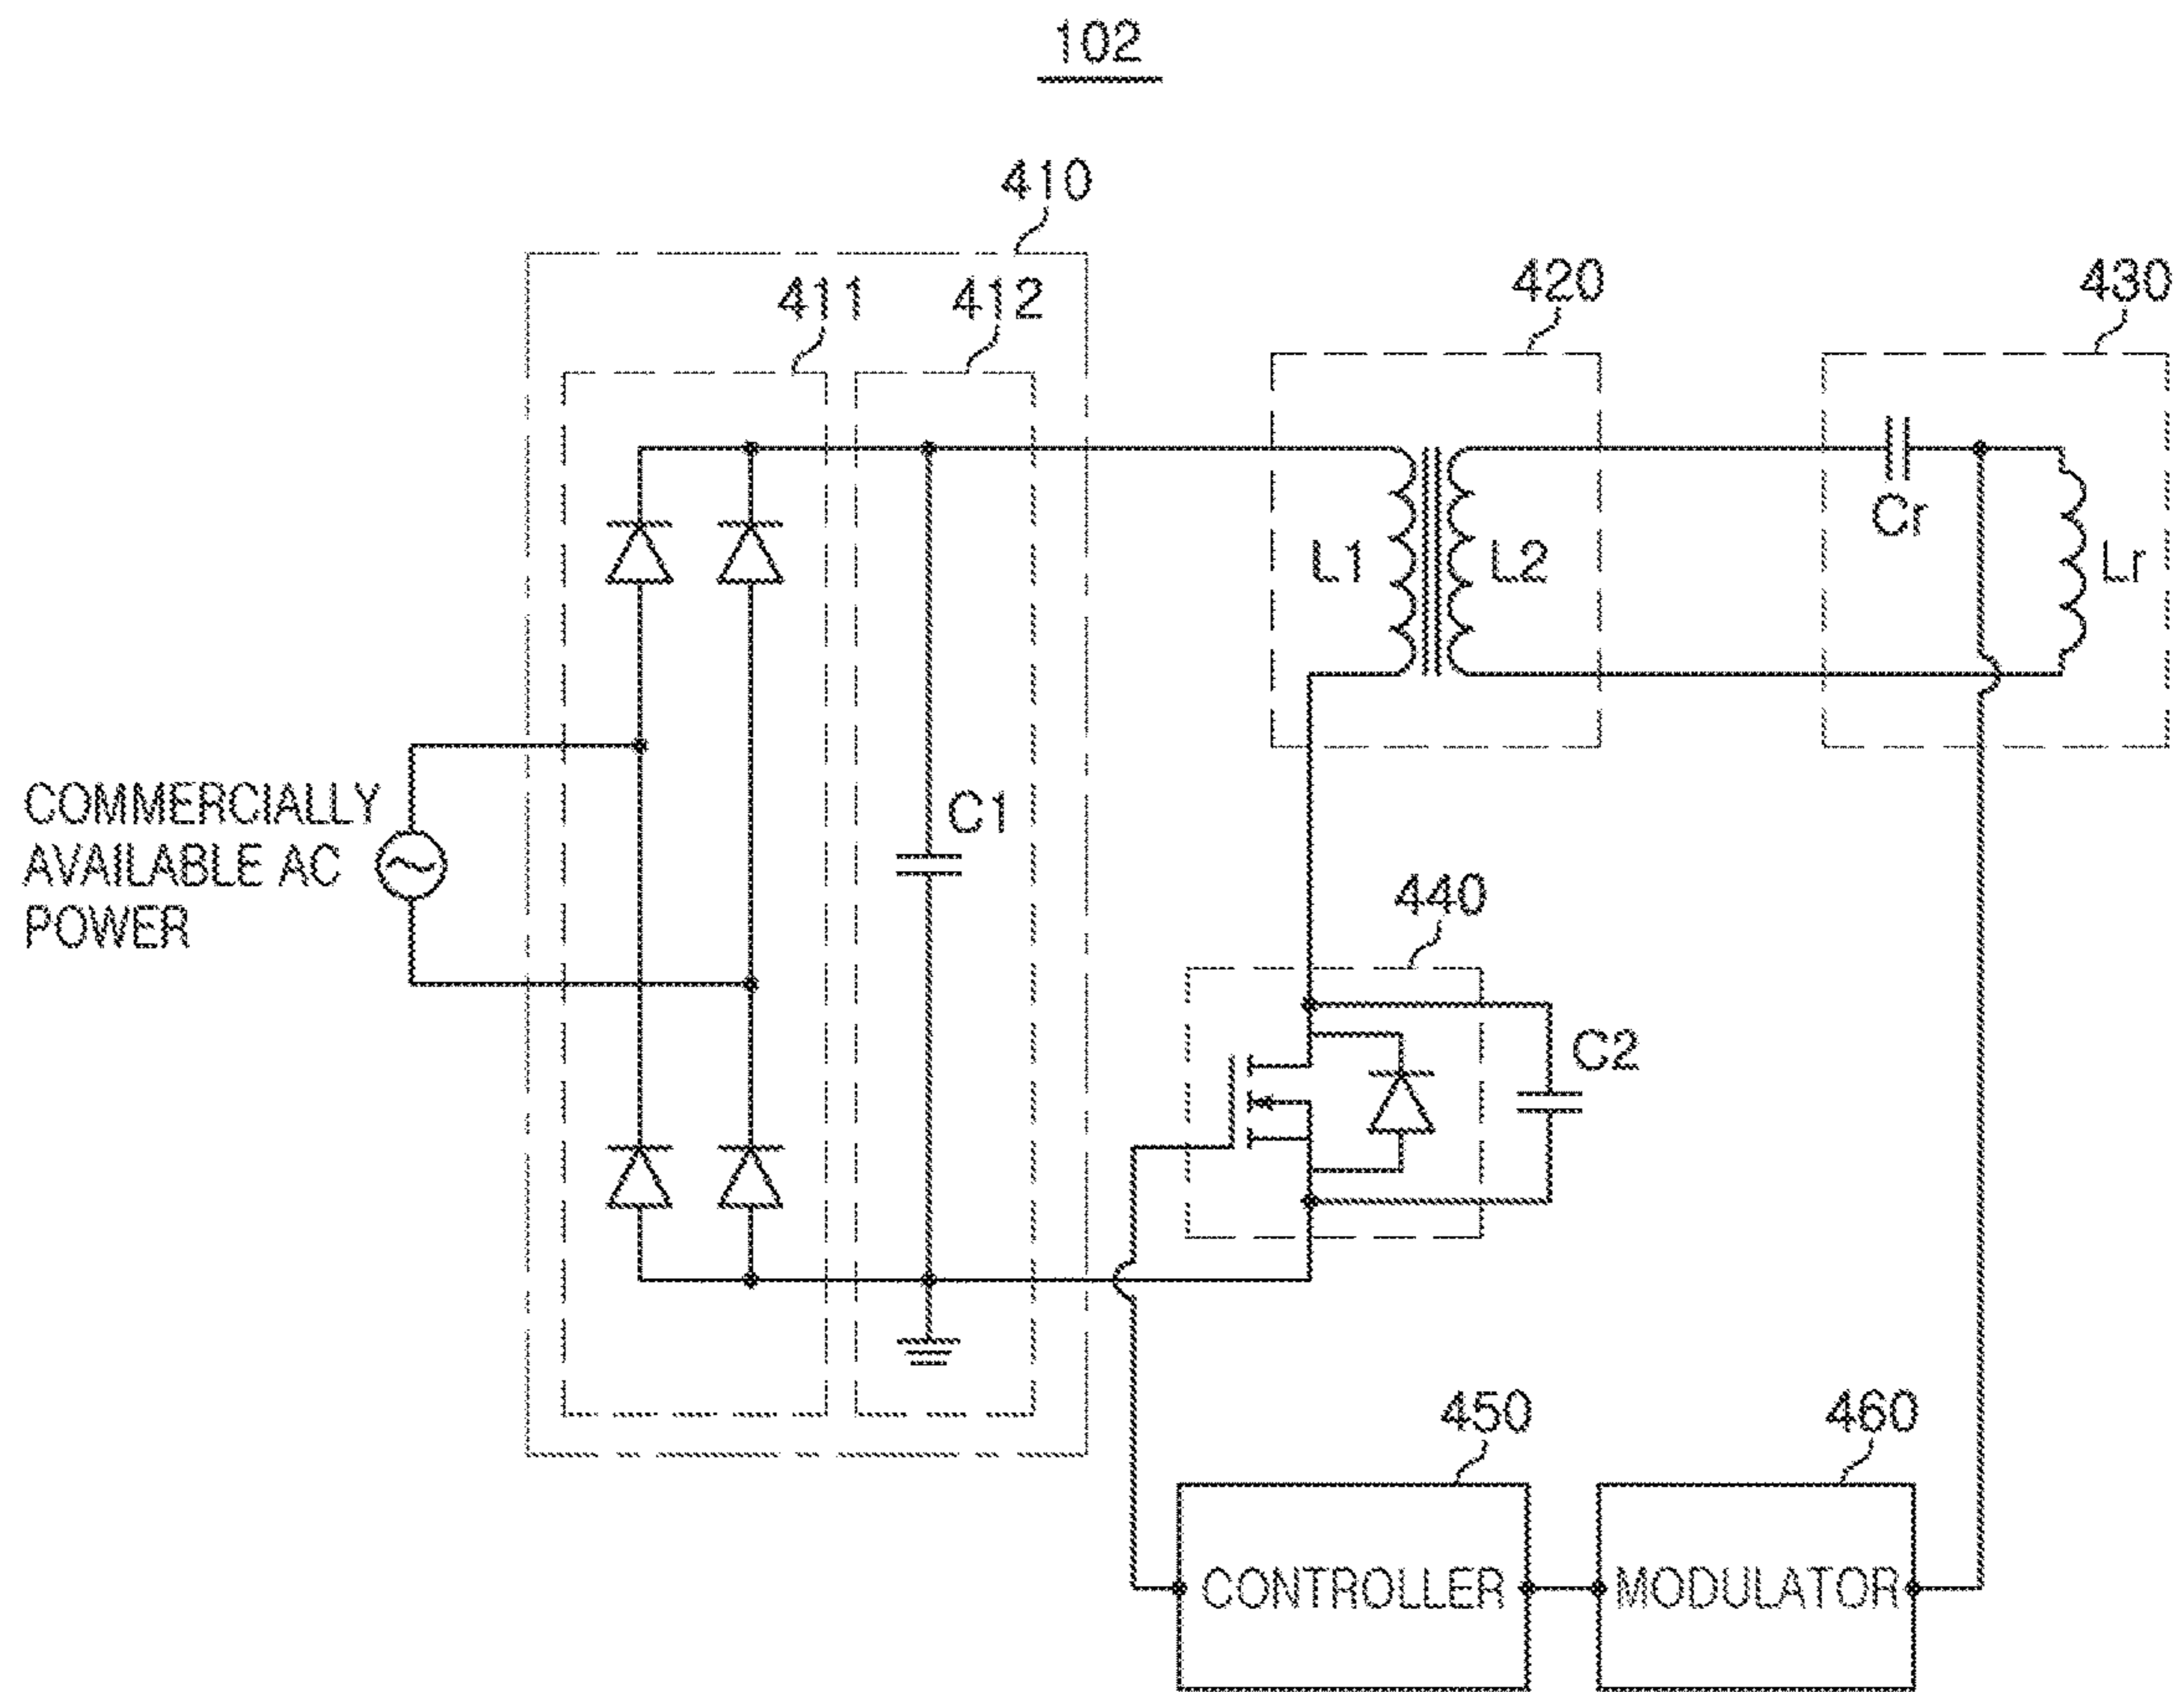 102
410
411
412
420
430
Cr
L1
L2
Lr
COMMERCIALLY
AVAILABLE AC
POWER
C1
440
C2
450
460
CONTROLLER
MODULATOR